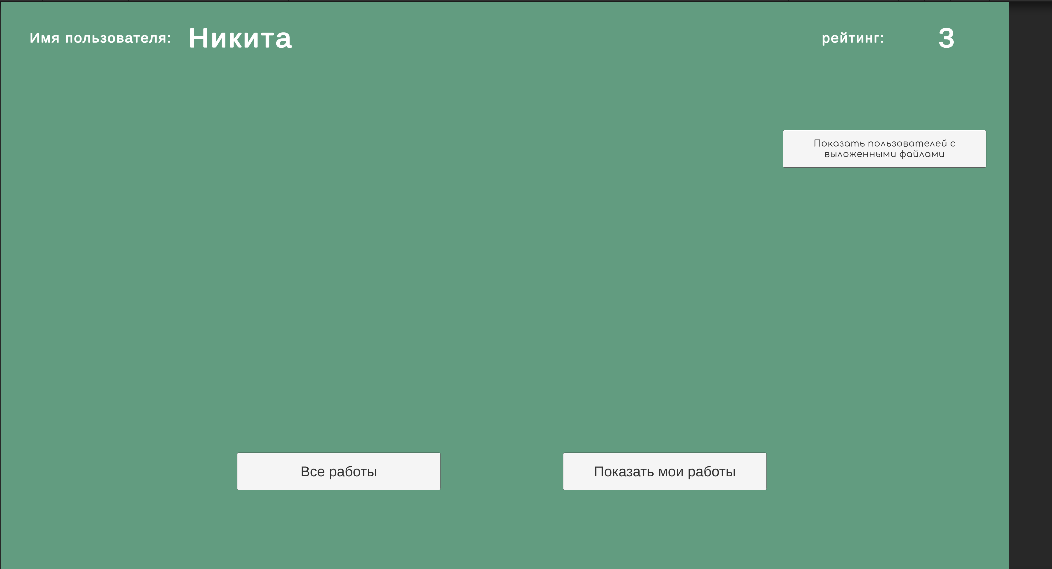 Имя пользователя: Никита рейтинг: 3
Показать пользователей с
выложенными файлами
Все работы Показать мои работы